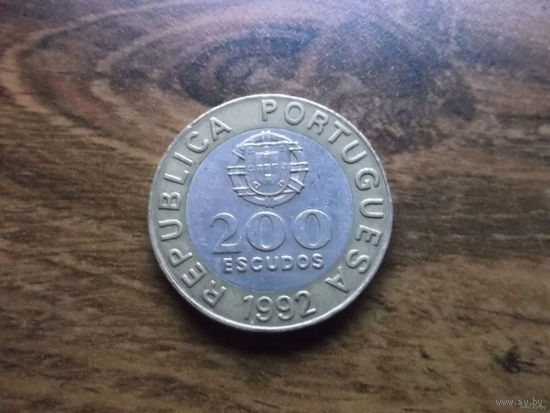 REPUBLICA PORTUGUESA
200
ESCUDOS
1992
www.ay.by